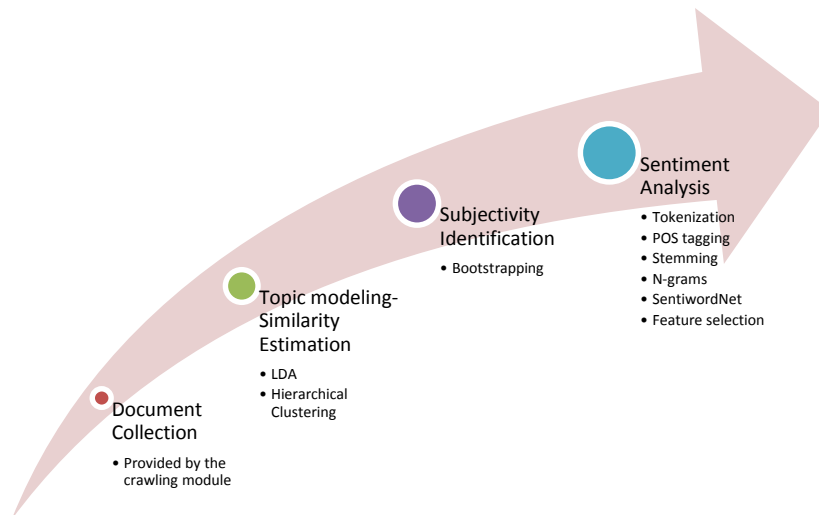 Document
Collection
• Provided by the
crawling module
Topic modeling-
Similarity
Estimation
• LDA
• Hierarchical
Clustering
Subjectivity
Identification
• Bootstrapping
Sentiment
Analysis
• Tokenization
• POS tagging
• Stemming
• N-grams
• SentiwordNet
• Feature selection